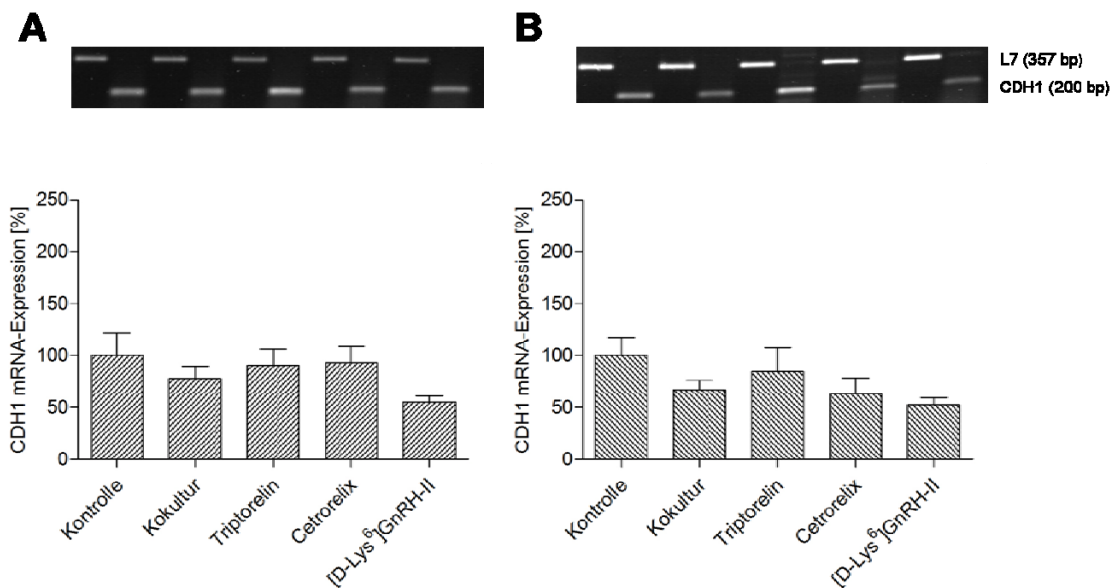 A
B
L7 (357 bp)
CDH1 (200 bp)
CDH1 mRNA-Expression [%]
250
200
150
100
50
0
Kontrolle
Kokultur
Triptorelin
Cetrorelix
[D-Lys⁶]GnRH-II
CDH1 mRNA-Expression [%]
250
200
150
100
50
0
Kontrolle
Kokultur
Triptorelin
Cetrorelix
[D-Lys⁶]GnRH-II